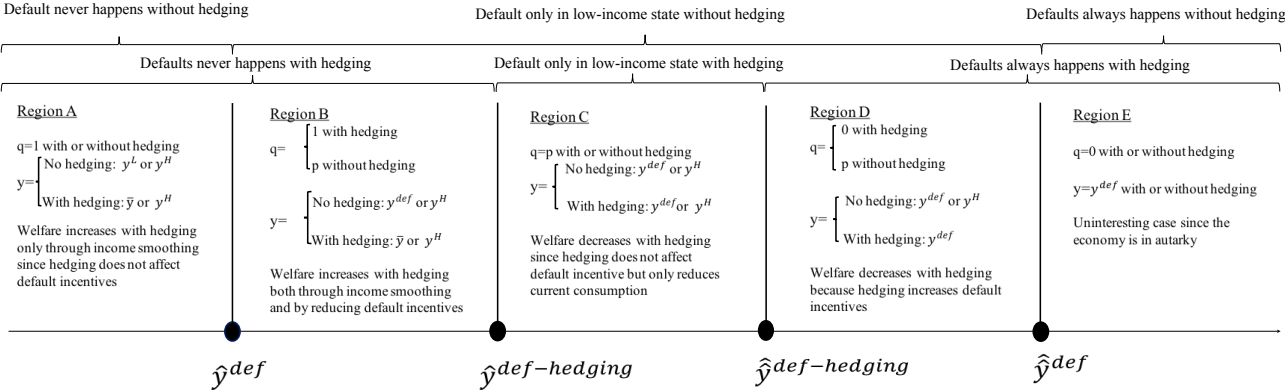 Default never happens without hedging
Default only in low-income state without hedging
Defaults always happens without hedging
Defaults never happens with hedging
Default only in low-income state with hedging
Defaults always happens with hedging
Region A
q=1 with or without hedging
y=
No hedging: y^L or y^H
With hedging: ȳ or y^H
Welfare increases with hedging
only through income smoothing
since hedging does not affect
default incentives
Region B
q=
1 with hedging
p without hedging
y=
No hedging: y^def or y^H
With hedging: ȳ or y^H
Welfare increases with hedging
both through income smoothing
and by reducing default incentives
Region C
q=p with or without hedging
y=
No hedging: y^def or y^H
With hedging: y^def or y^H
Welfare decreases with hedging
since hedging does not affect
default incentive but only reduces
current consumption
Region D
q=
0 with hedging
p without hedging
y=
No hedging: y^def or y^H
With hedging: y^def
Welfare decreases with hedging
because hedging increases default
incentives
Region E
q=0 with or without hedging
y=y^def with or without hedging
Uninteresting case since the
economy is in autarky
ŷ^def
ŷ^def−hedging
ŷ̂^def−hedging
ŷ̂^def